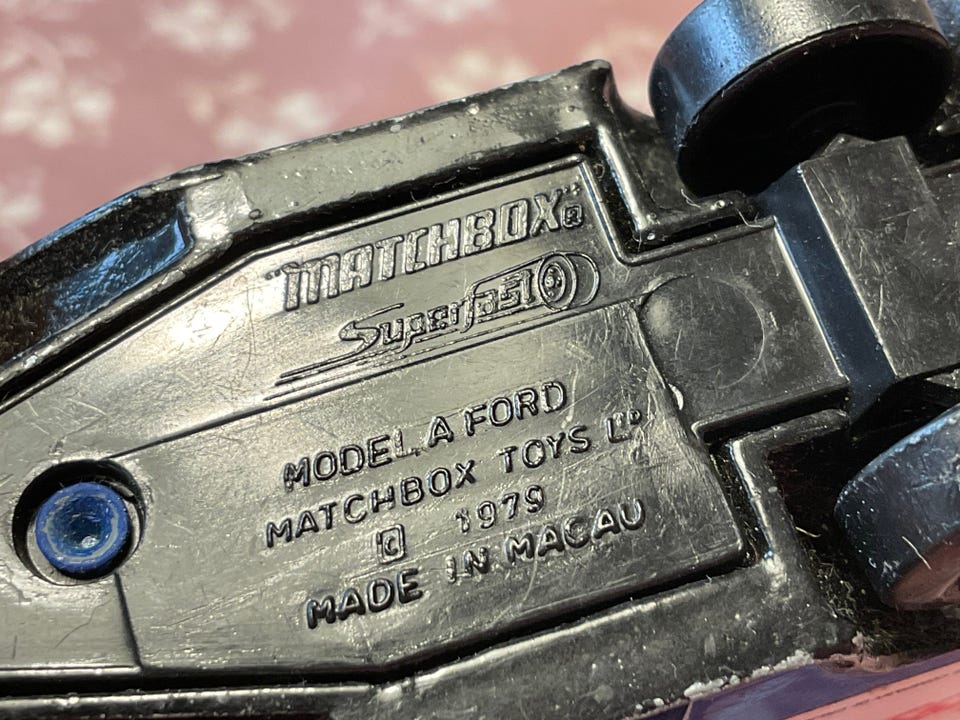 "MATCHBOX" ®
Superfast
MODEL A FORD
MATCHBOX TOYS LTD
© 1979
MADE IN MACAU